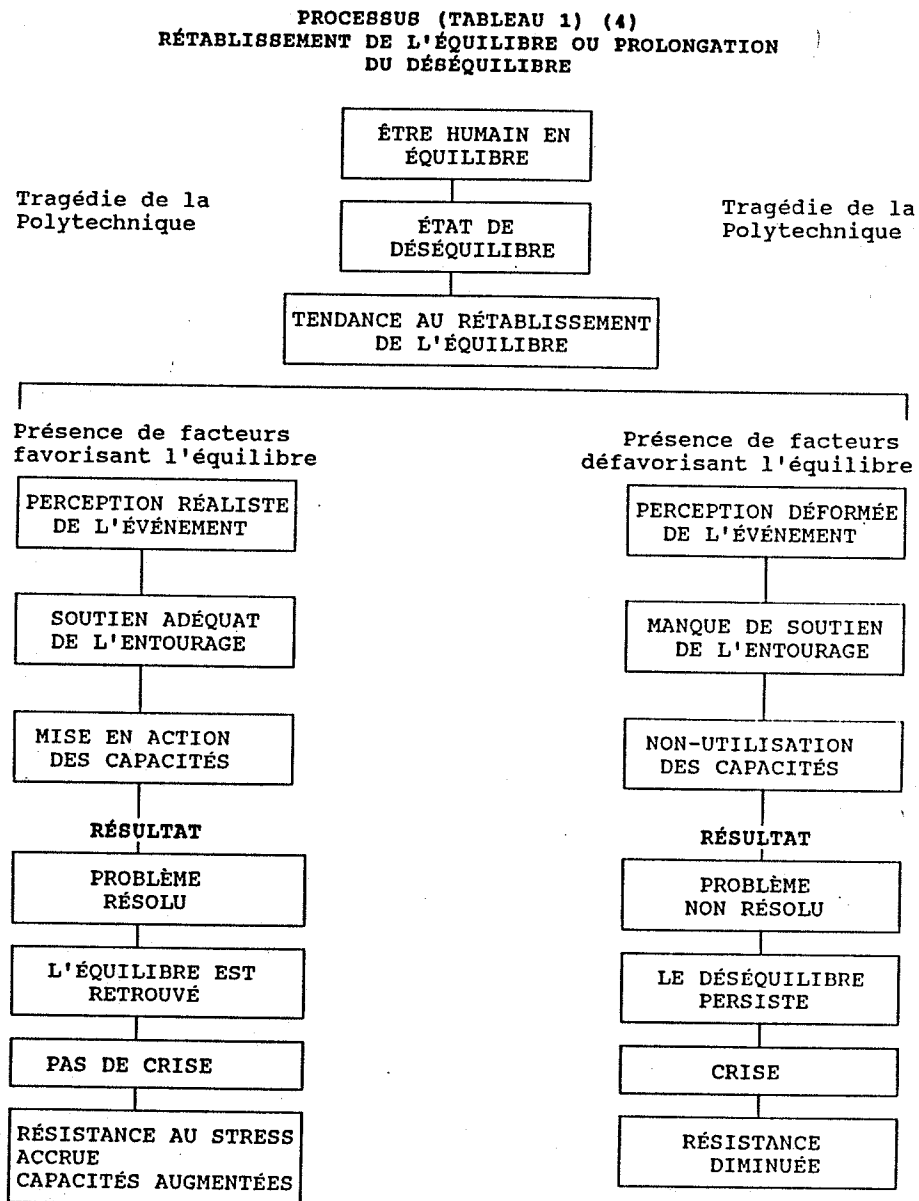 PROCESSUS (TABLEAU 1) (4)
RÉTABLISSEMENT DE L'ÉQUILIBRE OU PROLONGATION
DU DÉSÉQUILIBRE
ÊTRE HUMAIN EN
ÉQUILIBRE
Tragédie de la
Polytechnique
ÉTAT DE
DÉSÉQUILIBRE
Tragédie de la
Polytechnique
TENDANCE AU RÉTABLISSEMENT
DE L'ÉQUILIBRE
Présence de facteurs
favorisant l'équilibre
PERCEPTION RÉALISTE
DE L'ÉVÉNEMENT
SOUTIEN ADÉQUAT
DE L'ENTOURAGE
MISE EN ACTION
DES CAPACITÉS
RÉSULTAT
PROBLÈME
RÉSOLU
L'ÉQUILIBRE EST
RETROUVÉ
PAS DE CRISE
RÉSISTANCE AU STRESS
ACCRUE
CAPACITÉS AUGMENTÉES
Présence de facteurs
défavorisant l'équilibre
PERCEPTION DÉFORMÉE
DE L'ÉVÉNEMENT
MANQUE DE SOUTIEN
DE L'ENTOURAGE
NON-UTILISATION
DES CAPACITÉS
RÉSULTAT
PROBLÈME
NON RÉSOLU
LE DÉSÉQUILIBRE
PERSISTE
CRISE
RÉSISTANCE
DIMINUÉE